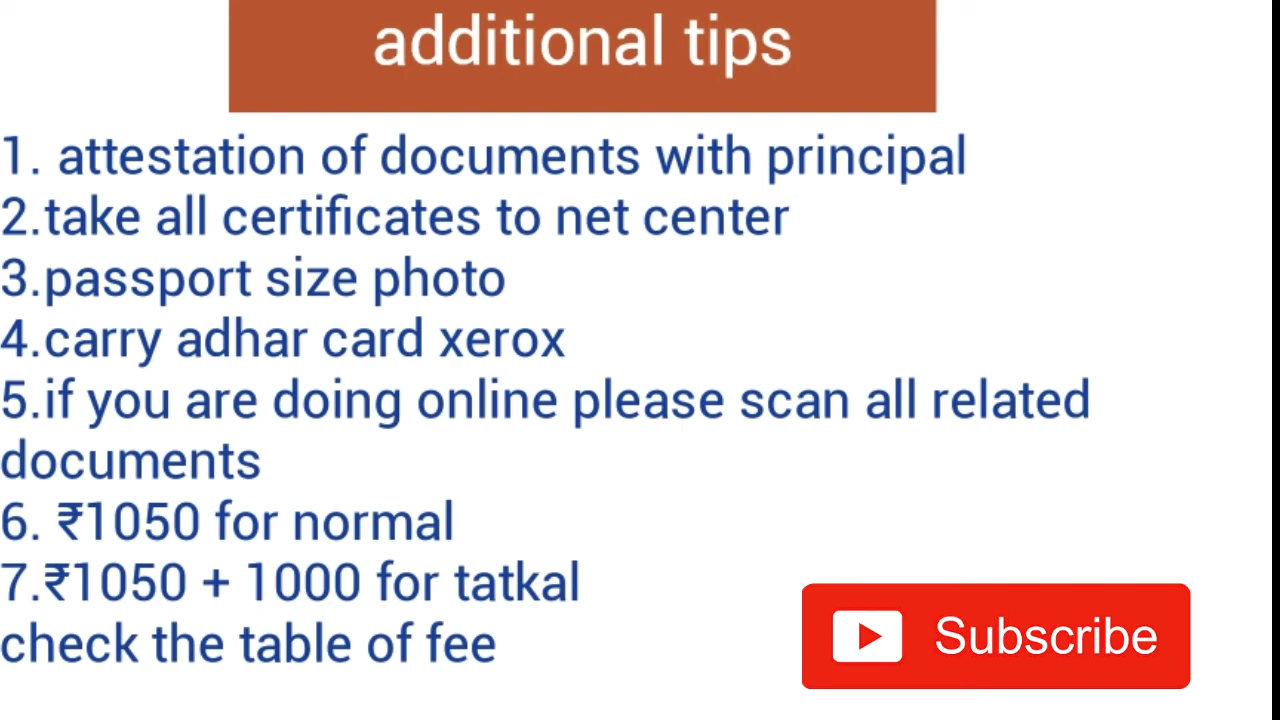 additional tips
1. attestation of documents with principal
2.take all certificates to net center
3.passport size photo
4.carry adhar card xerox
5.if you are doing online please scan all related
documents
6. ₹1050 for normal
7.₹1050 + 1000 for tatkal
check the table of fee
Subscribe